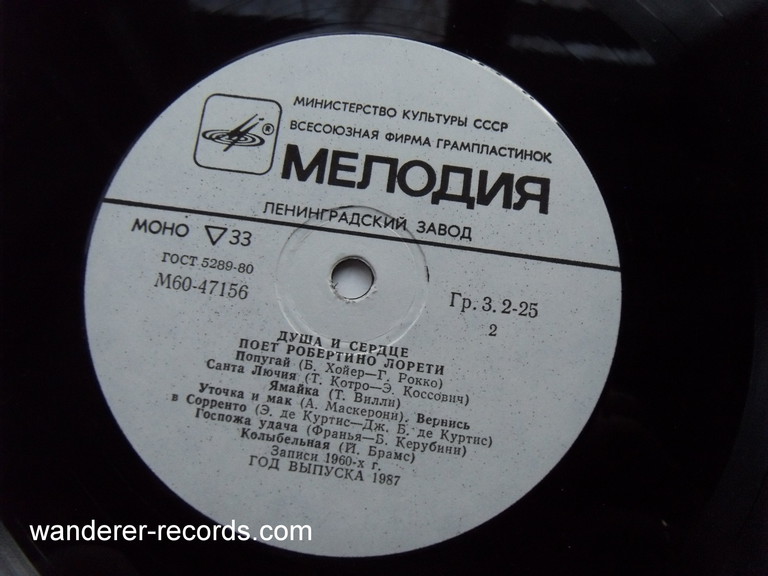 МИНИСТЕРСТВО КУЛЬТУРЫ СССР
ВСЕСОЮЗНАЯ ФИРМА ГРАМПЛАСТИНОК
®
МЕЛОДИЯ
ЛЕНИНГРАДСКИЙ ЗАВОД
МОНО 33
ГОСТ 5289-80
М60-47156
Гр. 3. 2-25
2
ДУША И СЕРДЦЕ
ПОЕТ РОБЕРТИНО ЛОРЕТИ
Попугай (Б. Хойер—Г. Рокко)
Санта Лючия (Т. Котро—Э. Коссович)
Ямайка (Т. Вилли)
Уточка и мак (А. Маскерони), Вернись
в Сорренто (Э. де Куртис—Дж. Б. де Куртис)
Госпожа удача (Франья—Б. Керубини)
Колыбельная (Й. Брамс)
Записи 1960-х г.
ГОД ВЫПУСКА 1987
wanderer-records.com